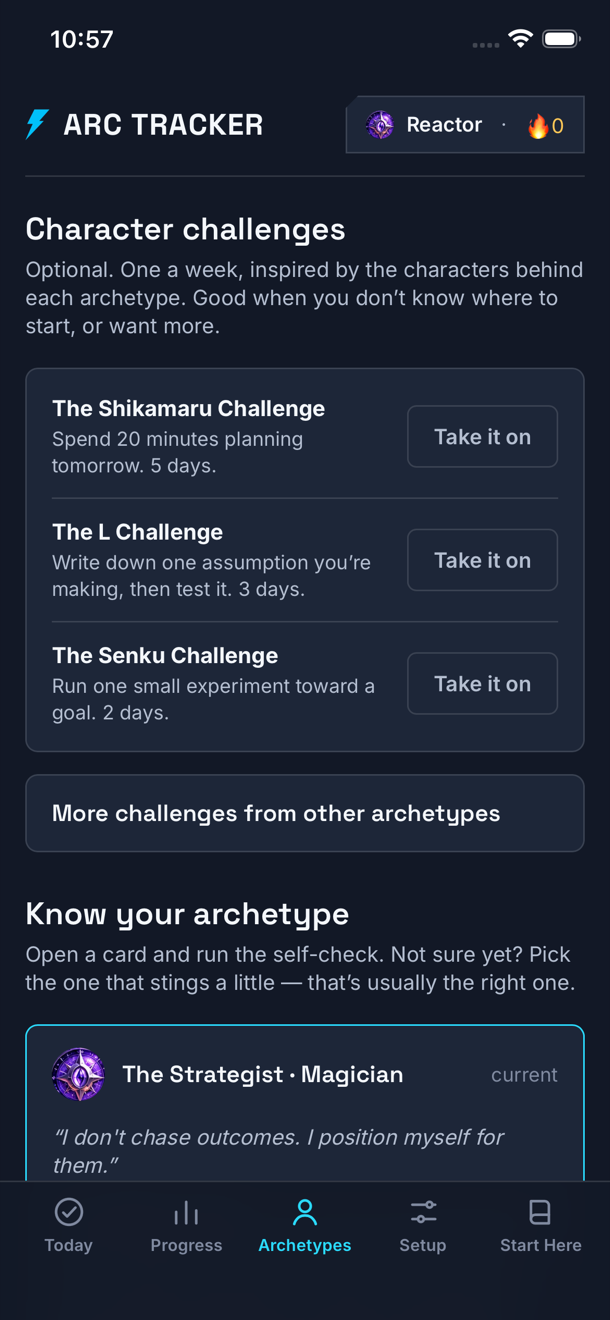 10:57
ARC TRACKER
Reactor · 🔥0
Character challenges
Optional. One a week, inspired by the characters behind
each archetype. Good when you don’t know where to
start, or want more.
The Shikamaru Challenge
Spend 20 minutes planning
tomorrow. 5 days.
Take it on
The L Challenge
Write down one assumption you’re
making, then test it. 3 days.
Take it on
The Senku Challenge
Run one small experiment toward a
goal. 2 days.
Take it on
More challenges from other archetypes
Know your archetype
Open a card and run the self-check. Not sure yet? Pick
the one that stings a little — that’s usually the right one.
The Strategist · Magician
current
“I don't chase outcomes. I position myself for
them.”
Today
Progress
Archetypes
Setup
Start Here